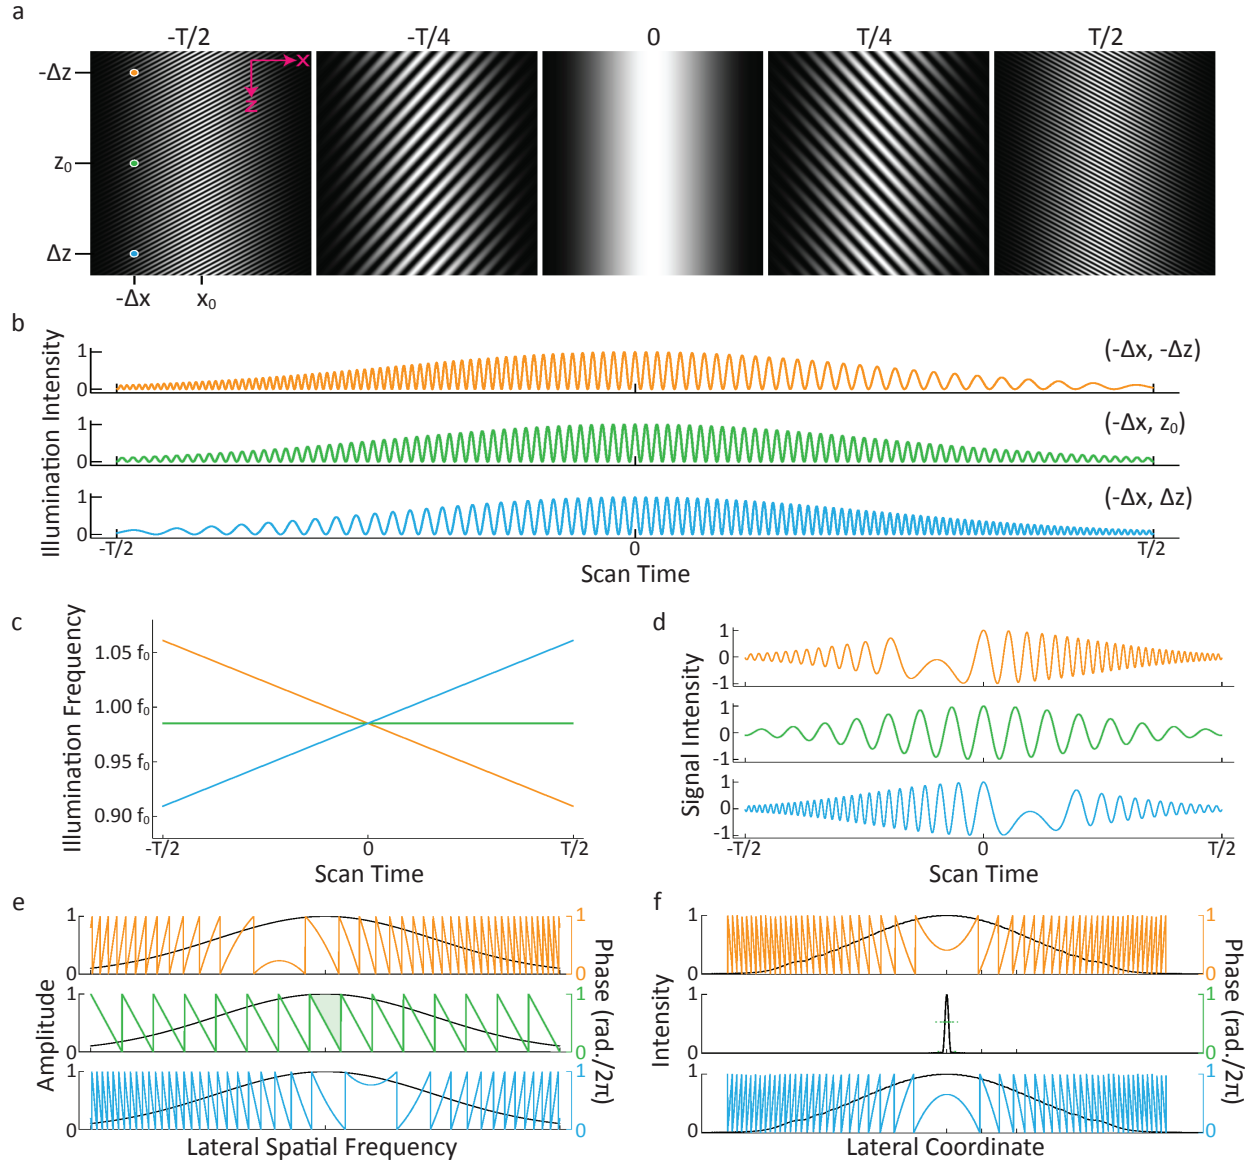 a
-T/2
-T/4
0
T/4
T/2
-Δz
z₀
Δz
x
z
-Δx
x₀
b
Illumination Intensity
1
0
(-Δx, -Δz)
1
0
(-Δx, z₀)
1
0
(-Δx, Δz)
-T/2
0
T/2
Scan Time
c
Illumination Frequency
1.05 f₀
1.00 f₀
0.95 f₀
0.90 f₀
-T/2
0
T/2
Scan Time
d
Signal Intensity
1
0
-1
1
0
-1
1
0
-1
-T/2
0
T/2
Scan Time
e
Amplitude
1
0
1
0
1
0
1
0
1
0
1
0
Phase (rad./2π)
Lateral Spatial Frequency
f
Intensity
1
0
1
0
1
0
1
0
1
0
1
0
Phase (rad./2π)
Lateral Coordinate